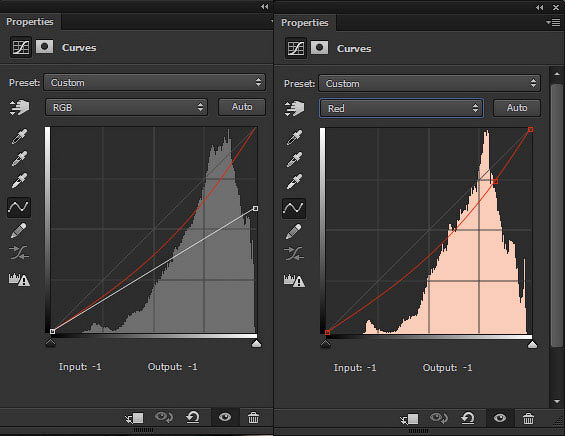 Properties
Curves
Preset: Custom
RGB
Auto
Input: -1 Output: -1
Properties
Curves
Preset: Custom
Red
Auto
Input: -1 Output: -1